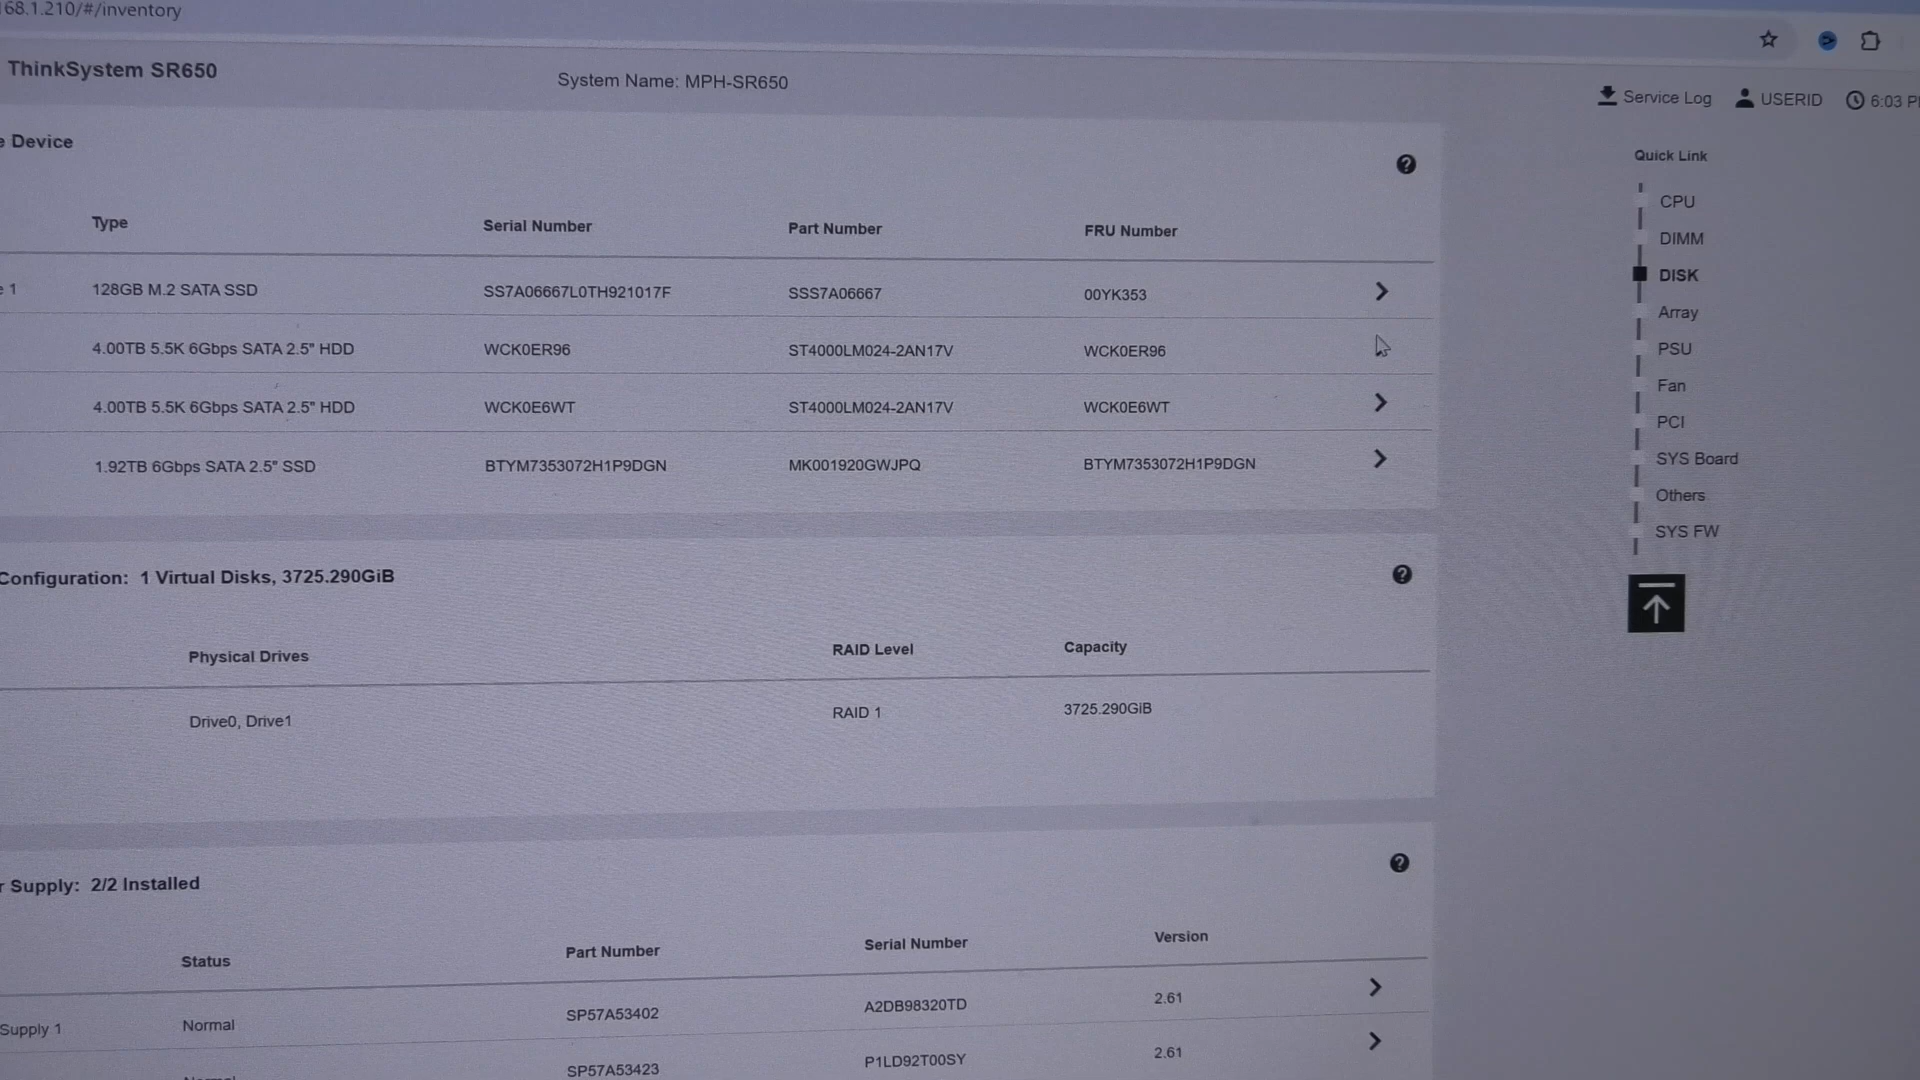 168.1.210/#/inventory
ThinkSystem SR650
System Name: MPH-SR650
Service Log
USERID
6:03
Device
Quick Link
CPU
DIMM
DISK
Array
PSU
Fan
PCI
SYS Board
Others
SYS FW
Type Serial Number Part Number FRU Number
1 128GB M.2 SATA SSD SS7A06667L0TH921017F SSS7A06667 00YK353
4.00TB 5.5K 6Gbps SATA 2.5" HDD WCK0ER96 ST4000LM024-2AN17V WCK0ER96
4.00TB 5.5K 6Gbps SATA 2.5" HDD WCK0E6WT ST4000LM024-2AN17V WCK0E6WT
1.92TB 6Gbps SATA 2.5" SSD BTYM7353072H1P9DGN MK001920GWJPQ BTYM7353072H1P9DGN
Configuration: 1 Virtual Disks, 3725.290GiB
Physical Drives RAID Level Capacity
Drive0, Drive1 RAID 1 3725.290GiB
Supply: 2/2 Installed
Status Part Number Serial Number Version
Supply 1 Normal SP57A53402 A2DB98320TD 2.61
SP57A53423 P1LD92T00SY 2.61